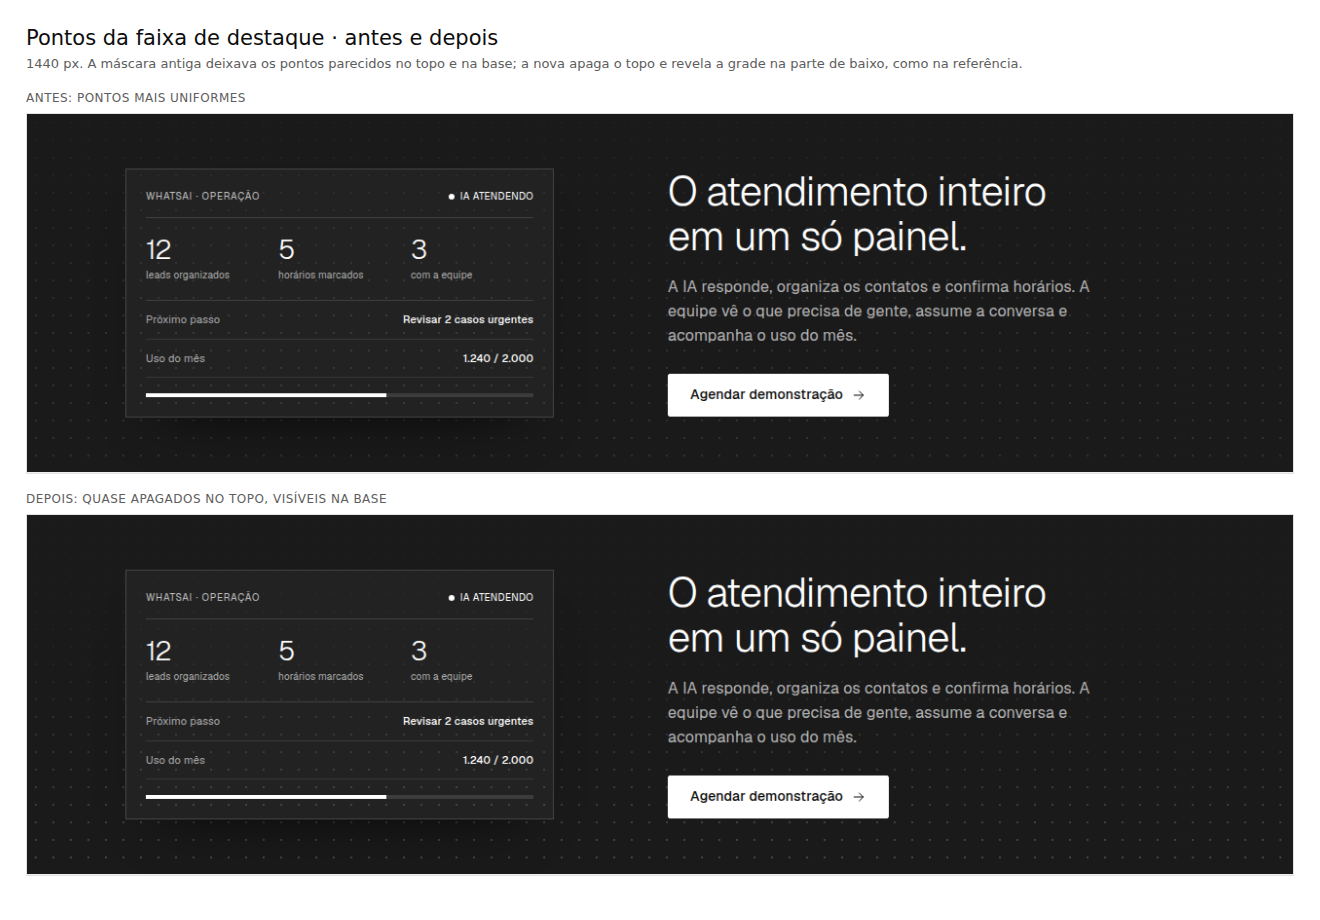 Pontos da faixa de destaque · antes e depois
1440 px. A máscara antiga deixava os pontos parecidos no topo e na base; a nova apaga o topo e revela a grade na parte de baixo, como na referência.
ANTES: PONTOS MAIS UNIFORMES
WHATSAI · OPERAÇÃO
IA ATENDENDO
12
5
3
leads organizados
horários marcados
com a equipe
Próximo passo
Revisar 2 casos urgentes
Uso do mês
1.240 / 2.000
O atendimento inteiro
em um só painel.
A IA responde, organiza os contatos e confirma horários. A
equipe vê o que precisa de gente, assume a conversa e
acompanha o uso do mês.
Agendar demonstração →
DEPOIS: QUASE APAGADOS NO TOPO, VISÍVEIS NA BASE
WHATSAI · OPERAÇÃO
IA ATENDENDO
12
5
3
leads organizados
horários marcados
com a equipe
Próximo passo
Revisar 2 casos urgentes
Uso do mês
1.240 / 2.000
O atendimento inteiro
em um só painel.
A IA responde, organiza os contatos e confirma horários. A
equipe vê o que precisa de gente, assume a conversa e
acompanha o uso do mês.
Agendar demonstração →